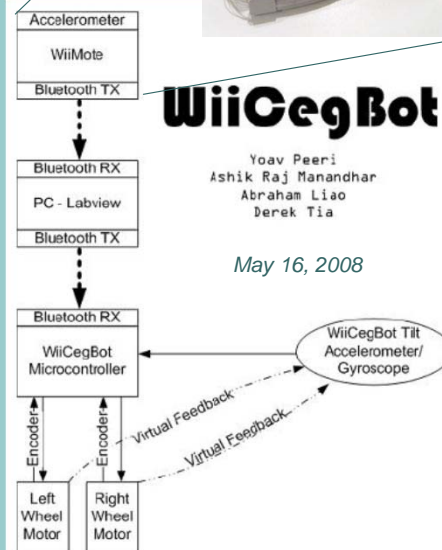 Accelerometer
WiiMote
Bluetooth TX
WiiCegBot
Yoav Peeri
Ashik Raj Manandhar
Abraham Liao
Derek Tia
May 16, 2008
Bluetooth RX
PC - Labview
Bluetooth TX
Bluetooth RX
WiiCegBot
Microcontroller
WiiCegBot Tilt
Accelerometer/
Gyroscope
Encoder
Encoder
Virtual Feedback
Virtual Feedback
Left
Wheel
Motor
Right
Wheel
Motor